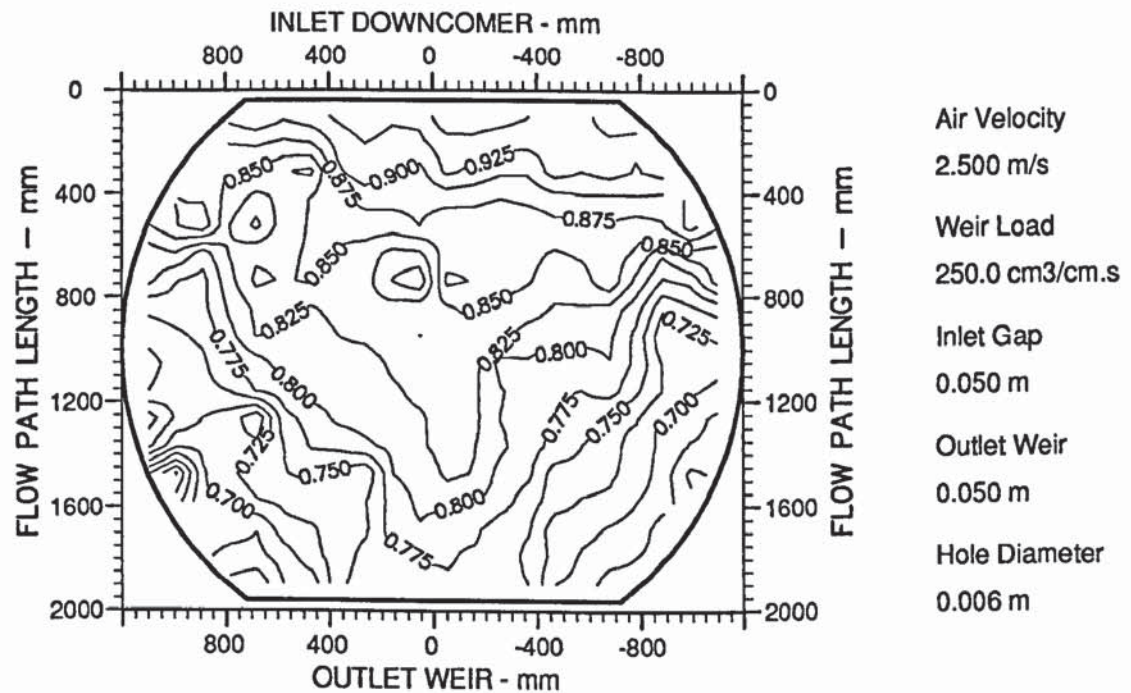 INLET DOWNCOMER - mm
800 400 0 -400 -800
0 0
400 400
800 800
1200 1200
1600 1600
2000 2000
FLOW PATH LENGTH — mm
FLOW PATH LENGTH — mm
0.850 0.875 0.900 0.925
0.875
0.850
0.850
0.825 0.825 0.800 0.725
0.775 0.800 0.775 0.750 0.700
0.725 0.750
0.700 0.800
0.775
800 400 0 -400 -800
OUTLET WEIR - mm
Air Velocity
2.500 m/s
Weir Load
250.0 cm3/cm.s
Inlet Gap
0.050 m
Outlet Weir
0.050 m
Hole Diameter
0.006 m